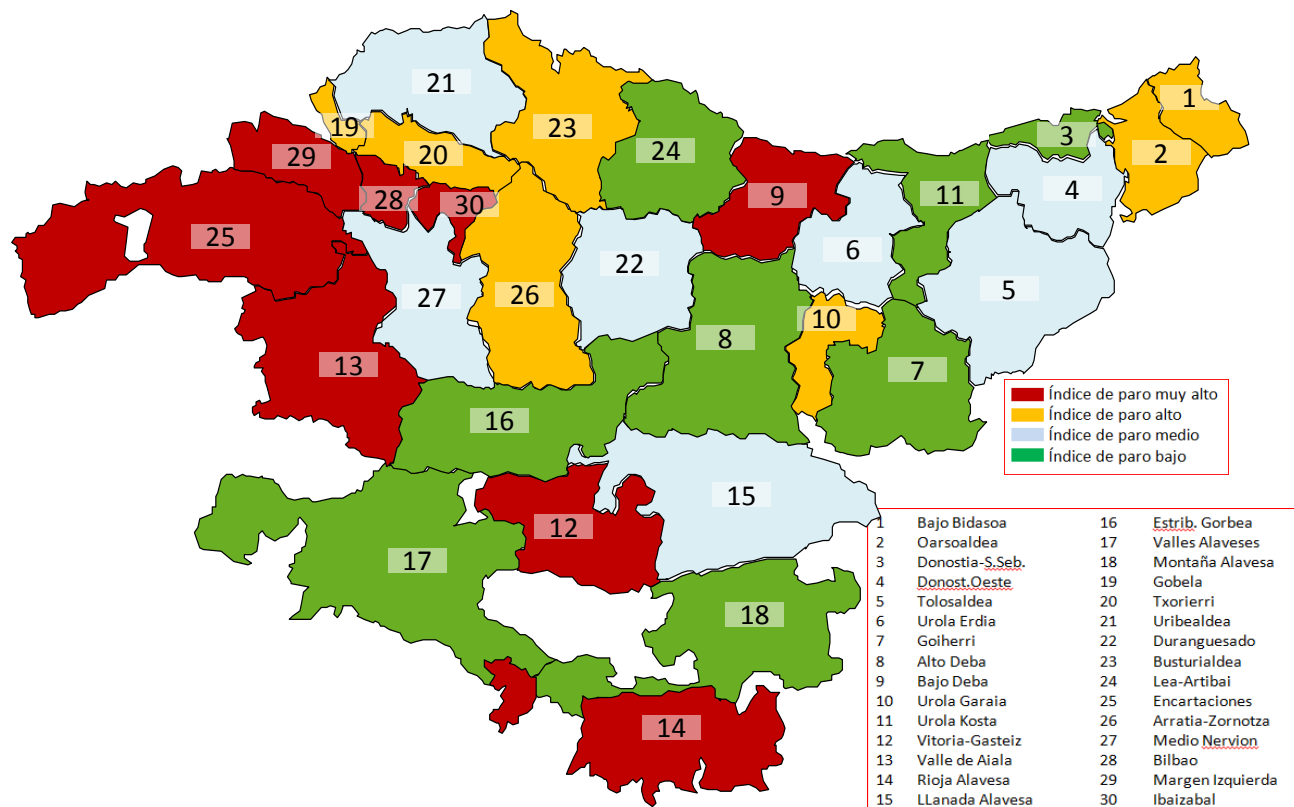 21
1
19
23
3
20
24
2
29
4
9
11
28
30
25
6
22
5
27
26
10
8
13
7
16
Índice de paro muy alto
Índice de paro alto
Índice de paro medio
Índice de paro bajo
15
12
17
18
14
1 Bajo Bidasoa 16 Estrib. Gorbea
2 Oarsoaldea 17 Valles Alaveses
3 Donostia-S.Seb. 18 Montaña Alavesa
4 Donost.Oeste 19 Gobela
5 Tolosaldea 20 Txorierri
6 Urola Erdia 21 Uribealdea
7 Goiherri 22 Duranguesado
8 Alto Deba 23 Busturialdea
9 Bajo Deba 24 Lea-Artibai
10 Urola Garaia 25 Encartaciones
11 Urola Kosta 26 Arratia-Zornotza
12 Vitoria-Gasteiz 27 Medio Nervion
13 Valle de Aiala 28 Bilbao
14 Rioja Alavesa 29 Margen Izquierda
15 LLanada Alavesa 30 Ibaizabal